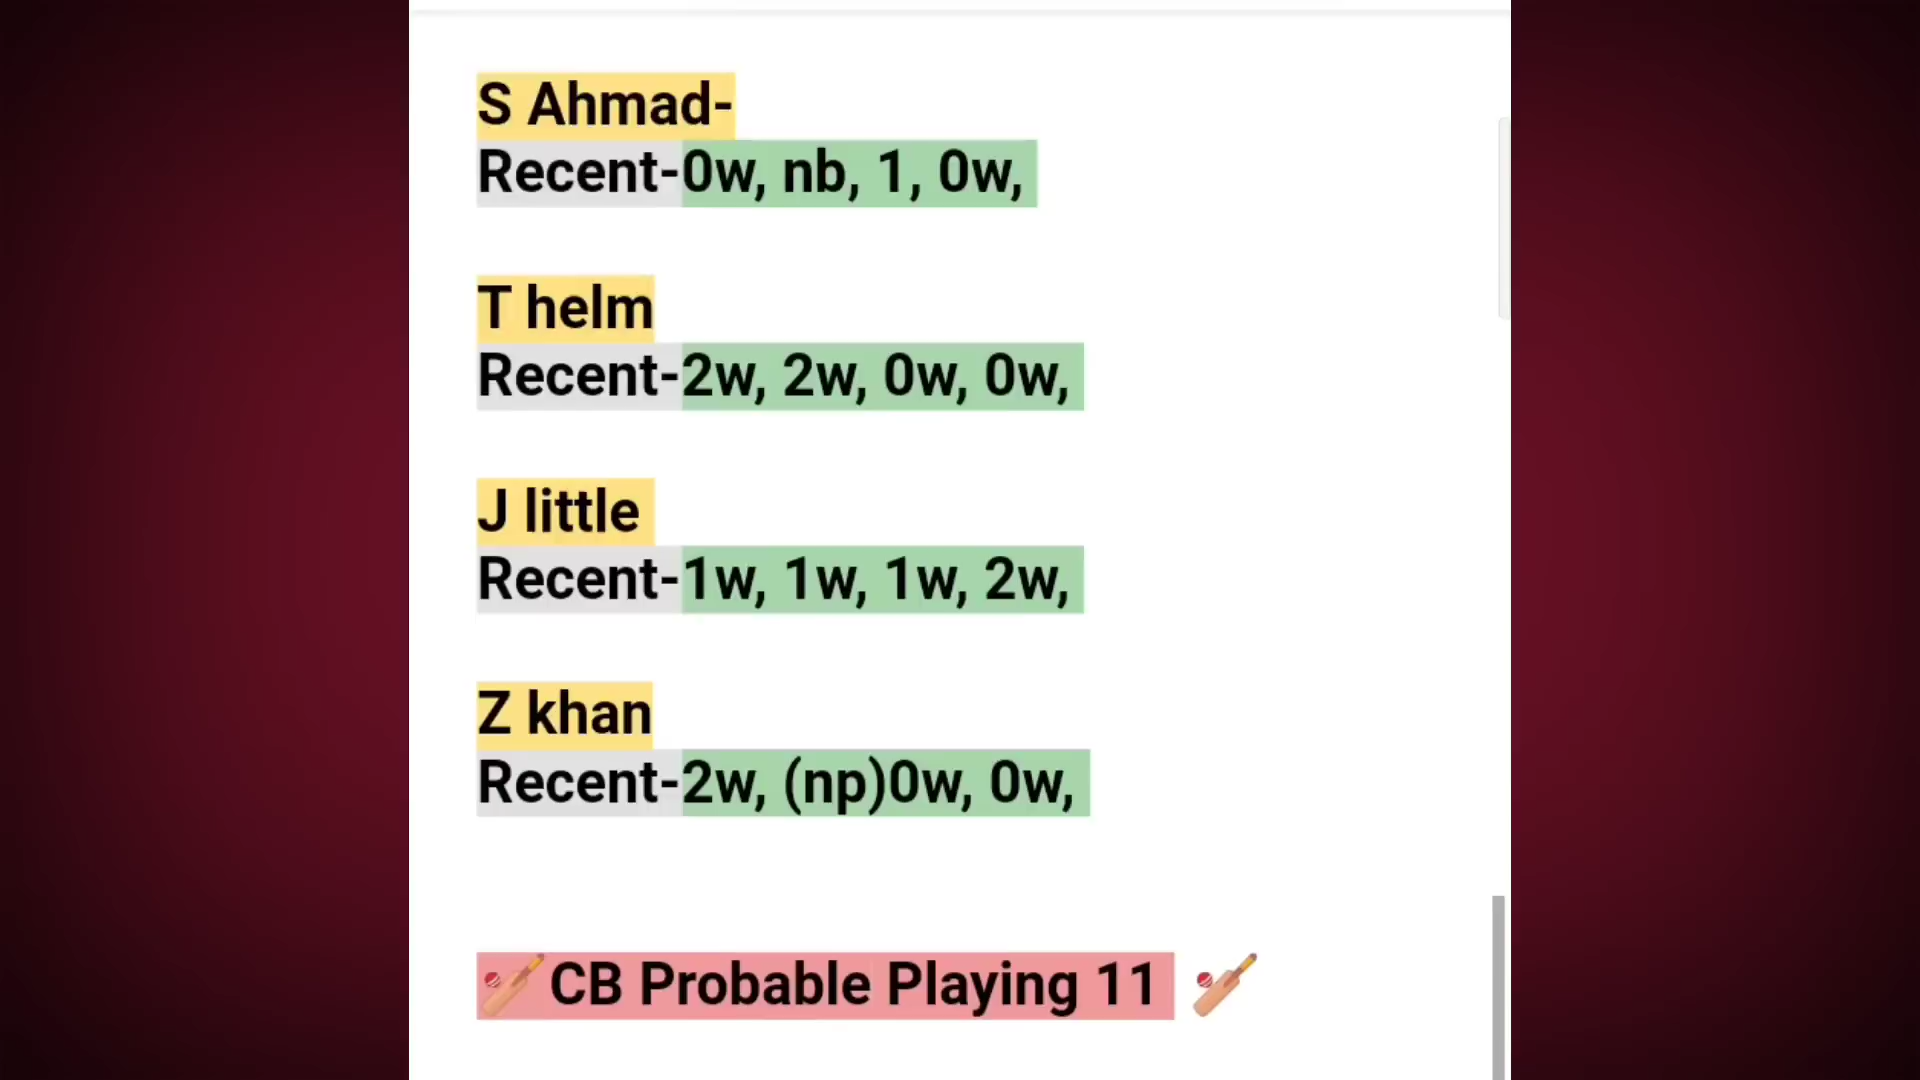 S Ahmad-
Recent-0w, nb, 1, 0w,
T helm
Recent-2w, 2w, 0w, 0w,
J little
Recent-1w, 1w, 1w, 2w,
Z khan
Recent-2w, (np)0w, 0w,
🏏CB Probable Playing 11 🏏